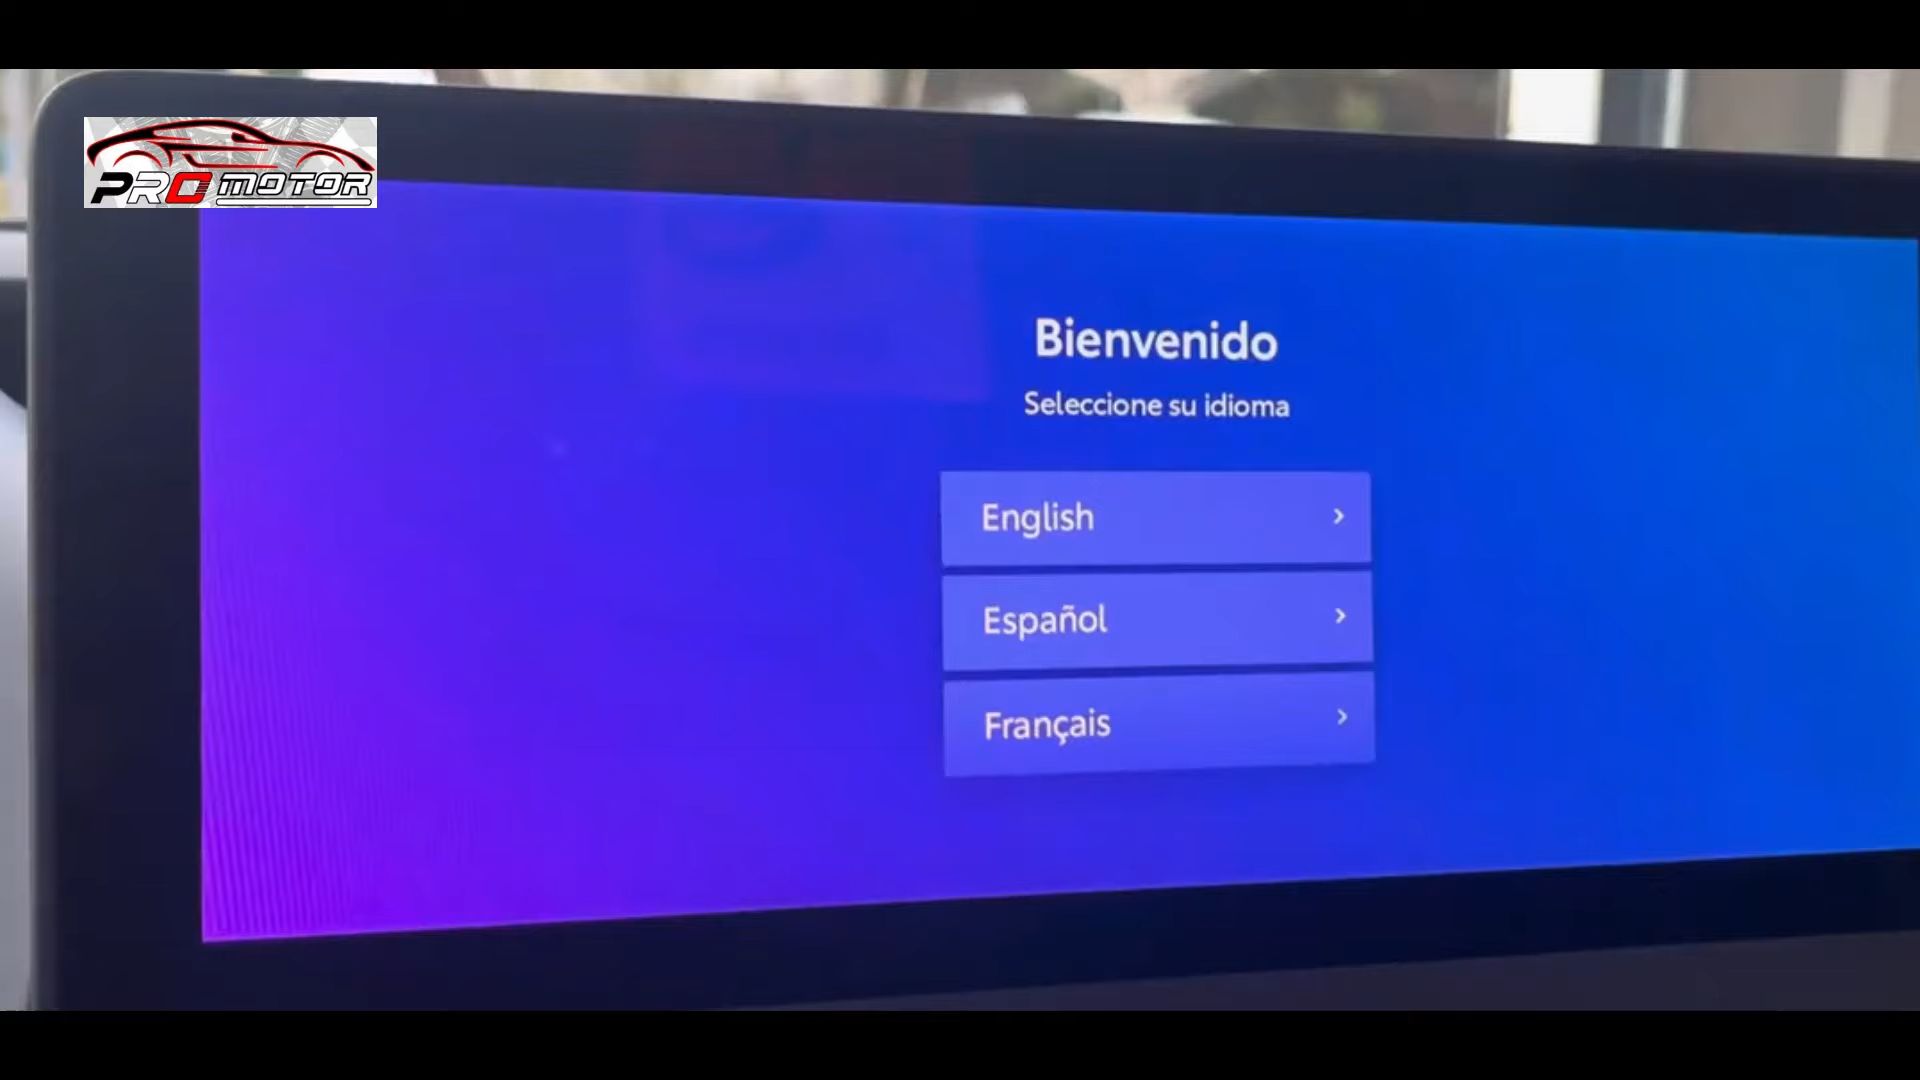 PRO MOTOR
Bienvenido
Seleccione su idioma
English
Español
Français